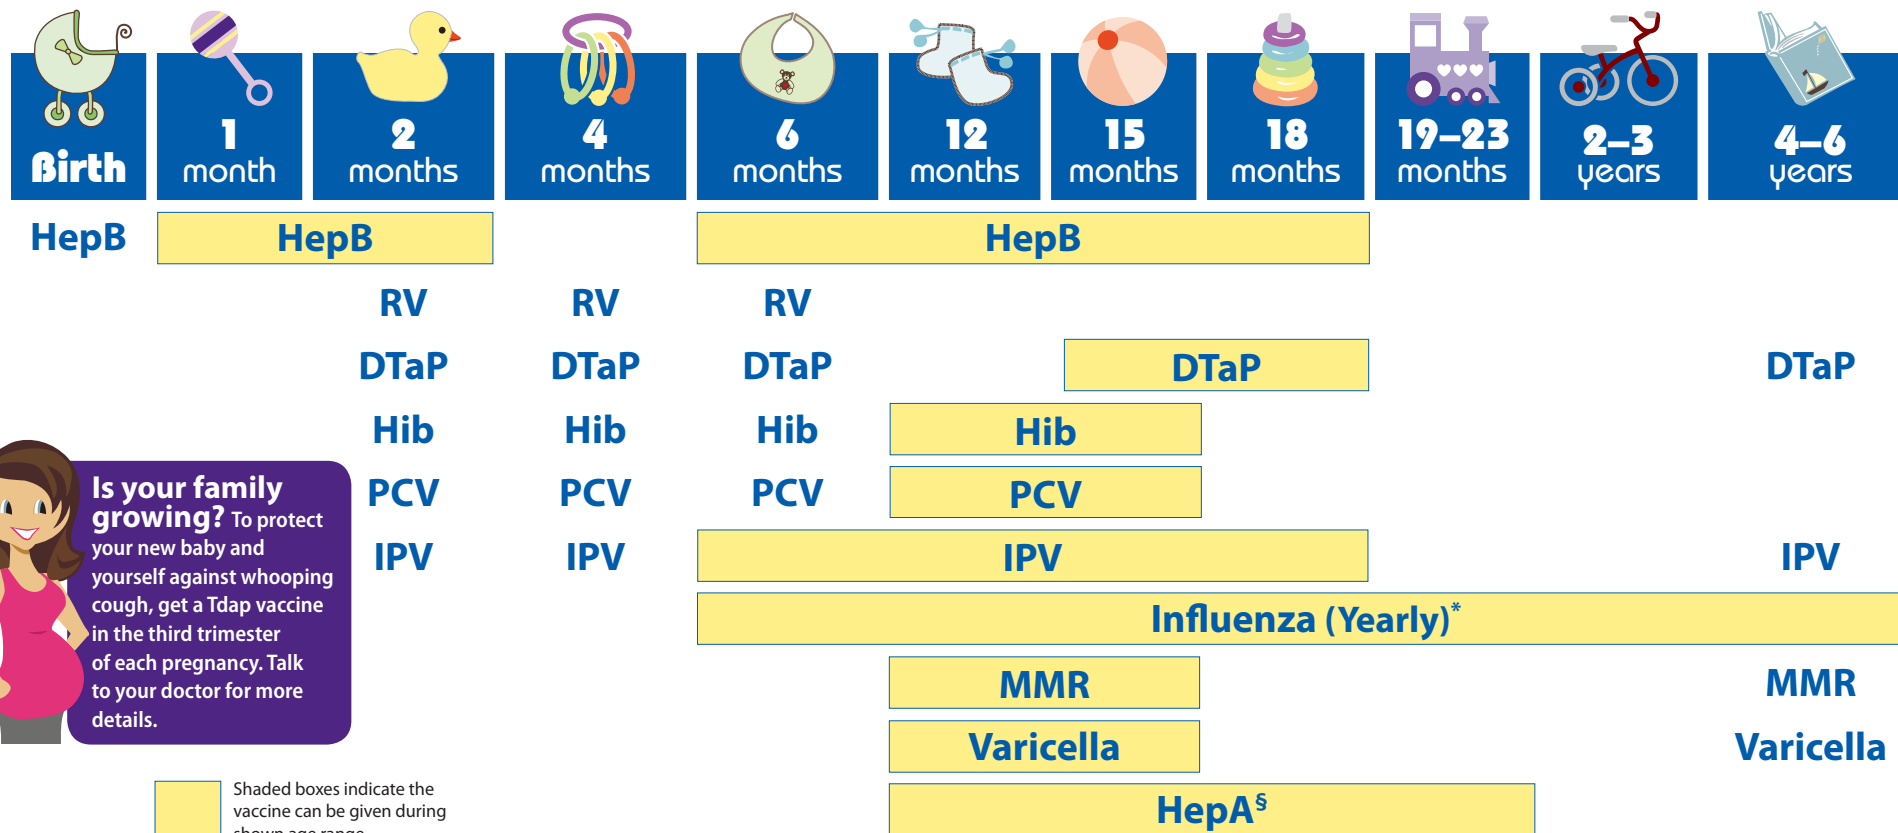 Birth
1
month
2
months
4
months
6
months
12
months
15
months
18
months
19–23
months
2–3
years
4–6
years
HepB HepB HepB
RV RV RV
DTaP DTaP DTaP DTaP DTaP
Hib Hib Hib Hib
PCV PCV PCV PCV
IPV IPV IPV IPV
Influenza (Yearly)*
MMR MMR
Varicella Varicella
HepA§
Is your family
growing? To protect
your new baby and
yourself against whooping
cough, get a Tdap vaccine
in the third trimester
of each pregnancy. Talk
to your doctor for more
details.
Shaded boxes indicate the
vaccine can be given during
shown age range.